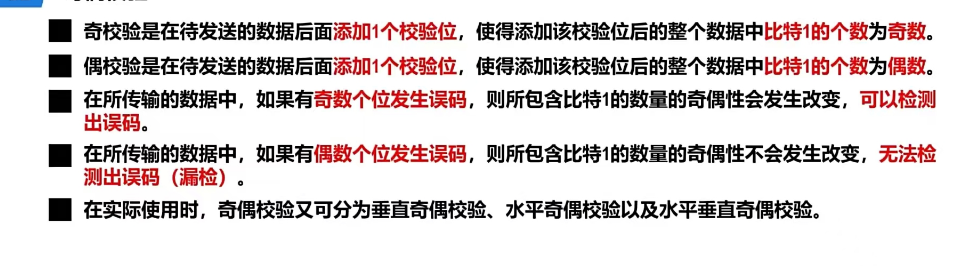 奇校验是在待发送的数据后面添加1个校验位，使得添加该校验位后的整个数据中比特1的个数为奇数。
偶校验是在待发送的数据后面添加1个校验位，使得添加该校验位后的整个数据中比特1的个数为偶数。
在所传输的数据中，如果有奇数个位发生误码，则所包含比特1的数量的奇偶性会发生改变，可以检测
出误码。
在所传输的数据中，如果有偶数个位发生误码，则所包含比特1的数量的奇偶性不会发生改变，无法检
测出误码（漏检）。
在实际使用时，奇偶校验又可分为垂直奇偶校验、水平奇偶校验以及水平垂直奇偶校验。